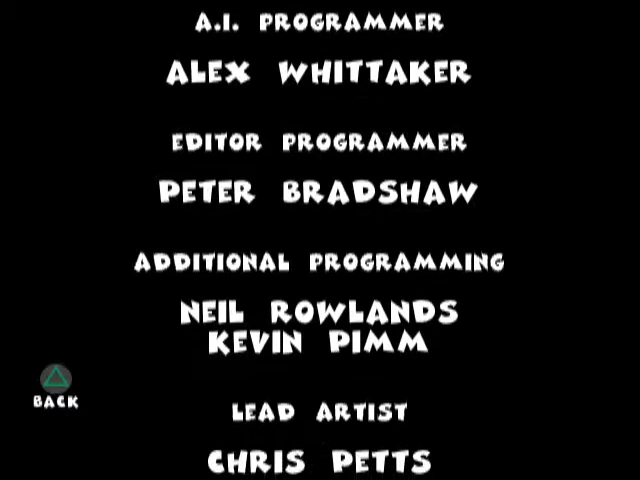 A.I. PROGRAMMER
ALEX WHITTAKER
EDITOR PROGRAMMER
PETER BRADSHAW
ADDITIONAL PROGRAMMING
NEIL ROWLANDS
KEVIN PIMM
BACK
LEAD ARTIST
CHRIS PETTS